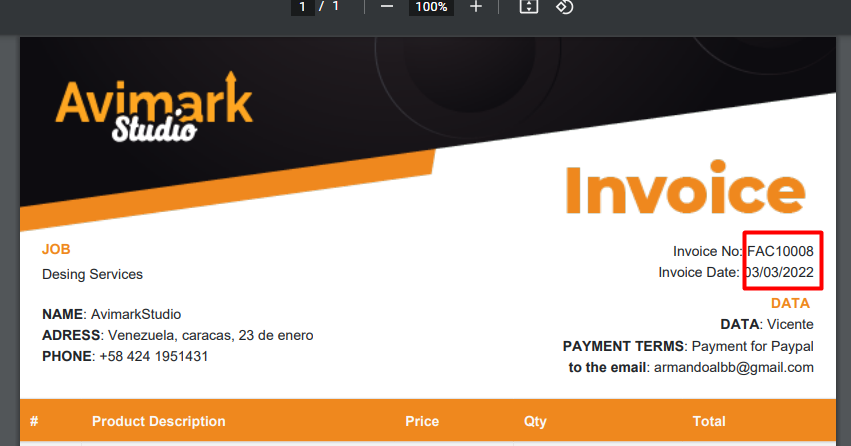 1 / 1
100%
Avimark
Studio
Invoice
JOB
Desing Services
Invoice No: FAC10008
Invoice Date: 03/03/2022
DATA
NAME: AvimarkStudio
ADRESS: Venezuela, caracas, 23 de enero
PHONE: +58 424 1951431
DATA: Vicente
PAYMENT TERMS: Payment for Paypal
to the email: armandoalbb@gmail.com
# Product Description Price Qty Total